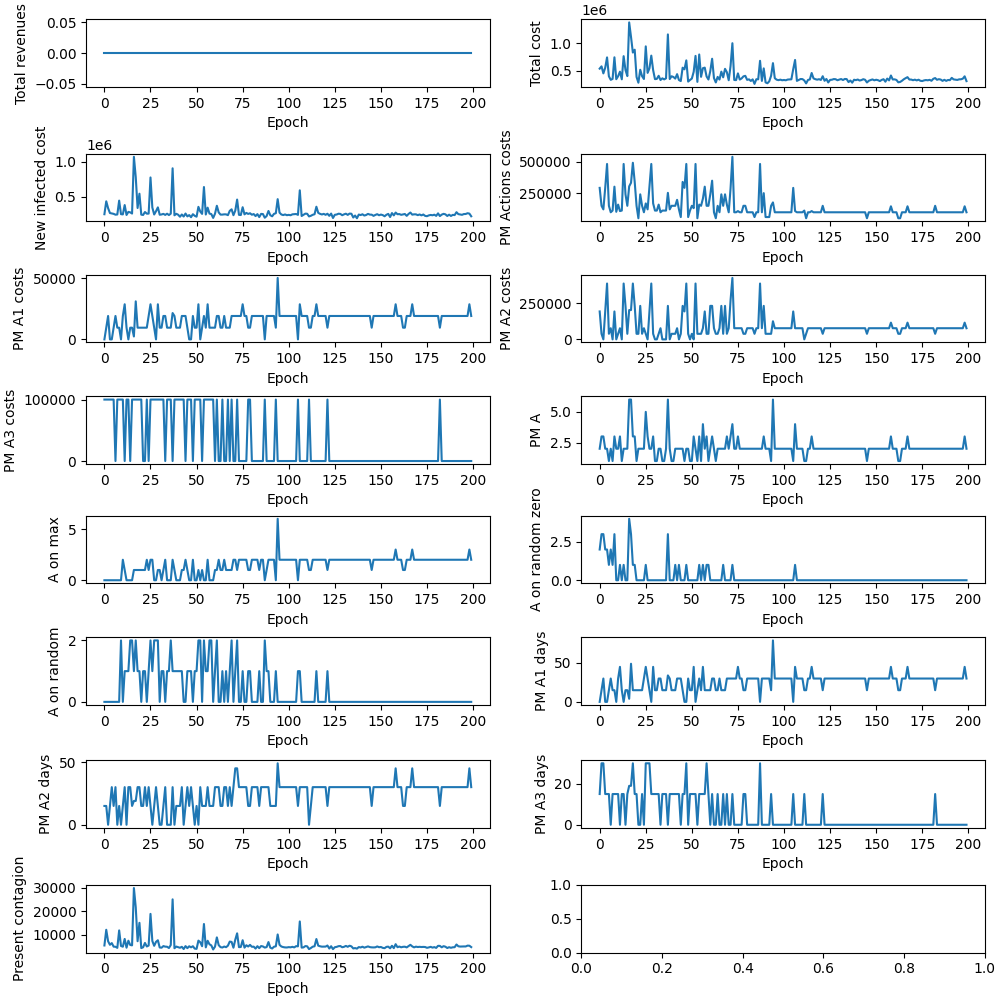 Total revenues
0.05
0.00
−0.05
0 25 50 75 100 125 150 175 200
Epoch
1e6
Total cost
1.0
0.5
0 25 50 75 100 125 150 175 200
Epoch
1e6
New infected cost
1.0
0.5
0 25 50 75 100 125 150 175 200
Epoch
PM Actions costs
500000
250000
0 25 50 75 100 125 150 175 200
Epoch
PM A1 costs
50000
0
0 25 50 75 100 125 150 175 200
Epoch
PM A2 costs
250000
0
0 25 50 75 100 125 150 175 200
Epoch
PM A3 costs
100000
0
0 25 50 75 100 125 150 175 200
Epoch
PM A
5.0
2.5
0 25 50 75 100 125 150 175 200
Epoch
A on max
5
0
0 25 50 75 100 125 150 175 200
Epoch
A on random zero
2.5
0.0
0 25 50 75 100 125 150 175 200
Epoch
A on random
2
0
0 25 50 75 100 125 150 175 200
Epoch
PM A1 days
50
0
0 25 50 75 100 125 150 175 200
Epoch
PM A2 days
50
0
0 25 50 75 100 125 150 175 200
Epoch
PM A3 days
20
0
0 25 50 75 100 125 150 175 200
Epoch
Present contagion
30000
20000
10000
0 25 50 75 100 125 150 175 200
Epoch
1.0
0.5
0.0
0.0 0.2 0.4 0.6 0.8 1.0